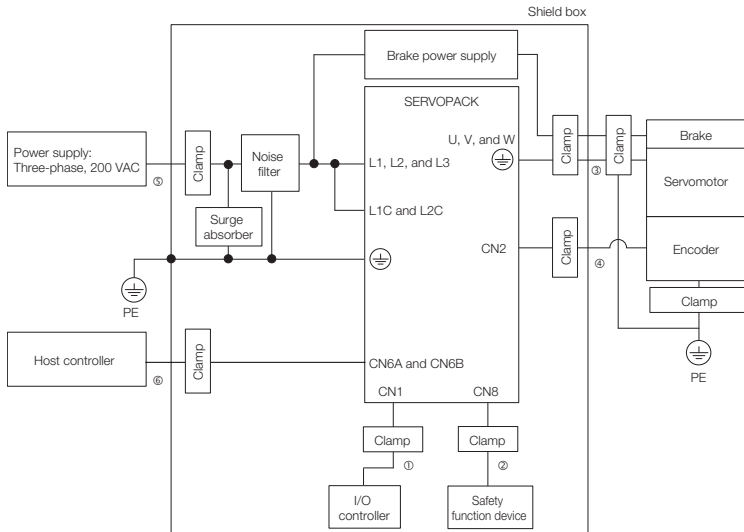 Shield box
Brake power supply
SERVOPACK
U, V, and W
Clamp
Clamp
Brake
Power supply:
Three-phase, 200 VAC
Clamp
Noise
filter
L1, L2, and L3
③
Servomotor
⑤
Surge
absorber
L1C and L2C
CN2
Clamp
Encoder
④
PE
Clamp
Host controller
Clamp
CN6A and CN6B
PE
⑥
CN1
CN8
Clamp
Clamp
①
②
I/O
controller
Safety
function device